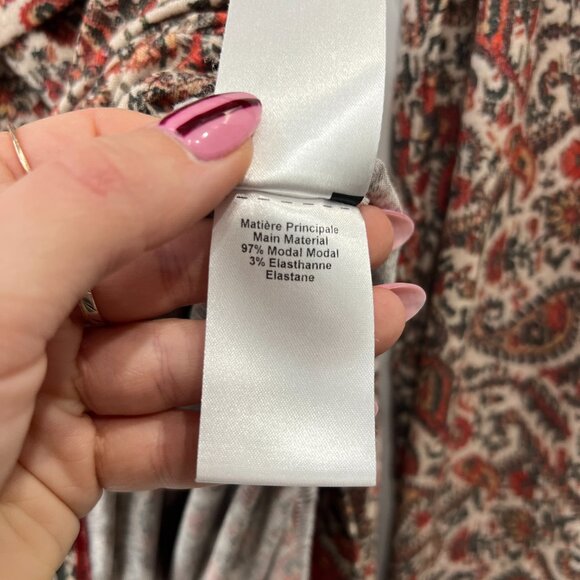 Matière Principale
Main Material
97% Modal Modal
3% Elasthanne
Elastane